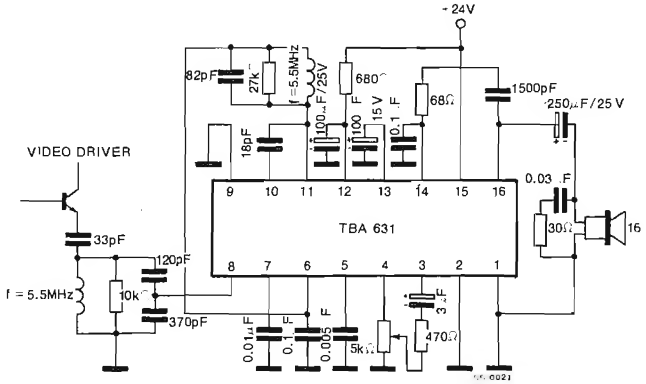 +24V
82pF
27k
f=5.5MHz
100µF/25V
680
100 F
15V
0.1 F
68Ω
1500pF
250µF/25V
18pF
9 10 11 12 13 14 15 16
VIDEO DRIVER
TBA 631
0.03 F
30Ω
16
33pF
120pF
f=5.5MHz
10k
370pF
8 7 6 5 4 3 2 1
0.01µF
0.1 F
0.005 F
5kΩ
3 F
470Ω